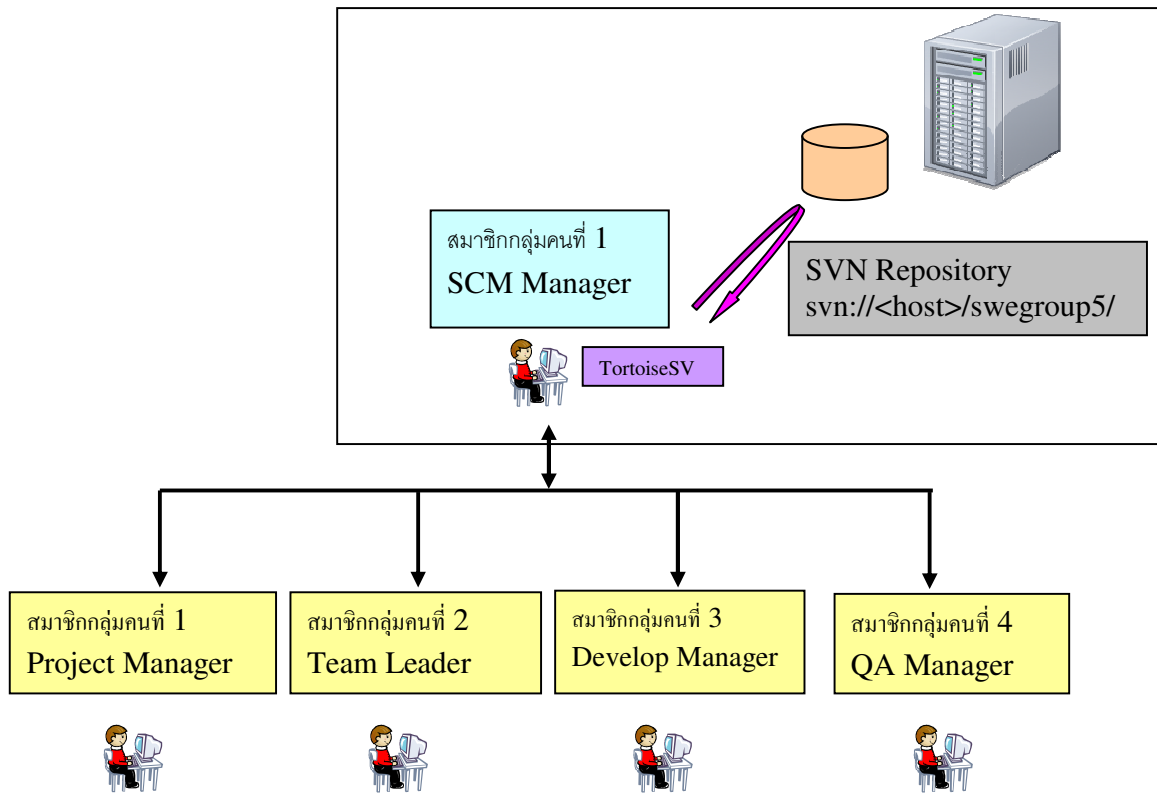 สมาชิกกลุ่มคนที่ 1
SCM Manager
SVN Repository
svn://<host>/swegroup5/
TortoiseSV
สมาชิกกลุ่มคนที่ 1
Project Manager
สมาชิกกลุ่มคนที่ 2
Team Leader
สมาชิกกลุ่มคนที่ 3
Develop Manager
สมาชิกกลุ่มคนที่ 4
QA Manager